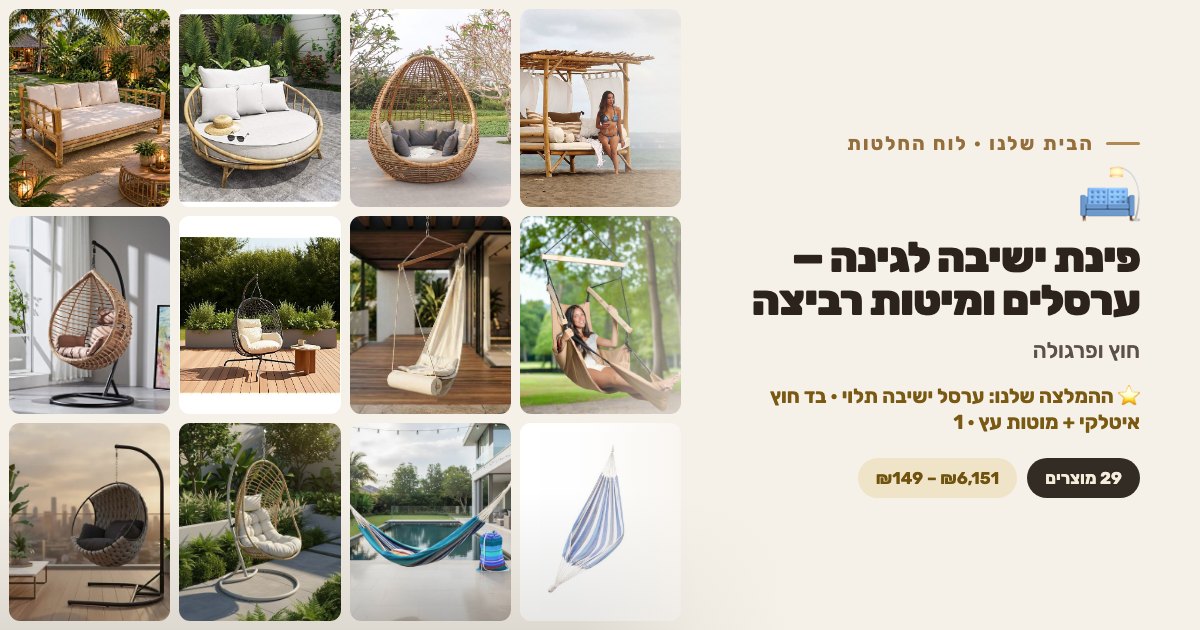 הבית שלנו • לוח החלטות
פינת ישיבה לגינה –
ערסלים ומיטות רביצה
חוץ ופרגולה
⭐ ההמלצה שלנו: ערסל ישיבה תלוי • בד חוץ
איטלקי + מוטות עץ • 1
29 מוצרים
₪149 – ₪6,151